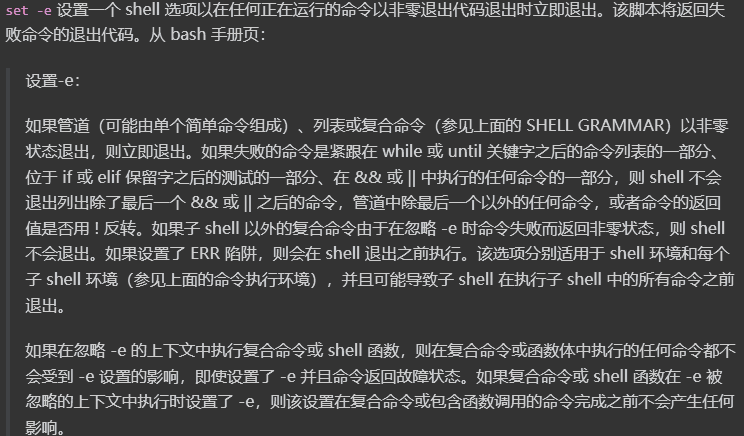 set -e 设置一个 shell 选项以在任何正在运行的命令以非零退出代码退出时立即退出。该脚本将返回失
败命令的退出代码。从 bash 手册页：
设置-e：
如果管道（可能由单个简单命令组成）、列表或复合命令（参见上面的 SHELL GRAMMAR）以非零
状态退出，则立即退出。如果失败的命令是紧跟在 while 或 until 关键字之后的命令列表的一部分、
位于 if 或 elif 保留字之后的测试的一部分、在 && 或 || 中执行的任何命令的一部分，则 shell 不会
退出列出除了最后一个 && 或 || 之后的命令，管道中除最后一个以外的任何命令，或者命令的返回
值是否用 ! 反转。如果子 shell 以外的复合命令由于在忽略 -e 时命令失败而返回非零状态，则 shell
不会退出。如果设置了 ERR 陷阱，则会在 shell 退出之前执行。该选项分别适用于 shell 环境和每个
子 shell 环境（参见上面的命令执行环境），并且可能导致子 shell 在执行子 shell 中的所有命令之前
退出。
如果在忽略 -e 的上下文中执行复合命令或 shell 函数，则在复合命令或函数体中执行的任何命令都不
会受到 -e 设置的影响，即使设置了 -e 并且命令返回故障状态。如果复合命令或 shell 函数在 -e 被
忽略的上下文中执行时设置了 -e，则该设置在复合命令或包含函数调用的命令完成之前不会产生任何
影响。